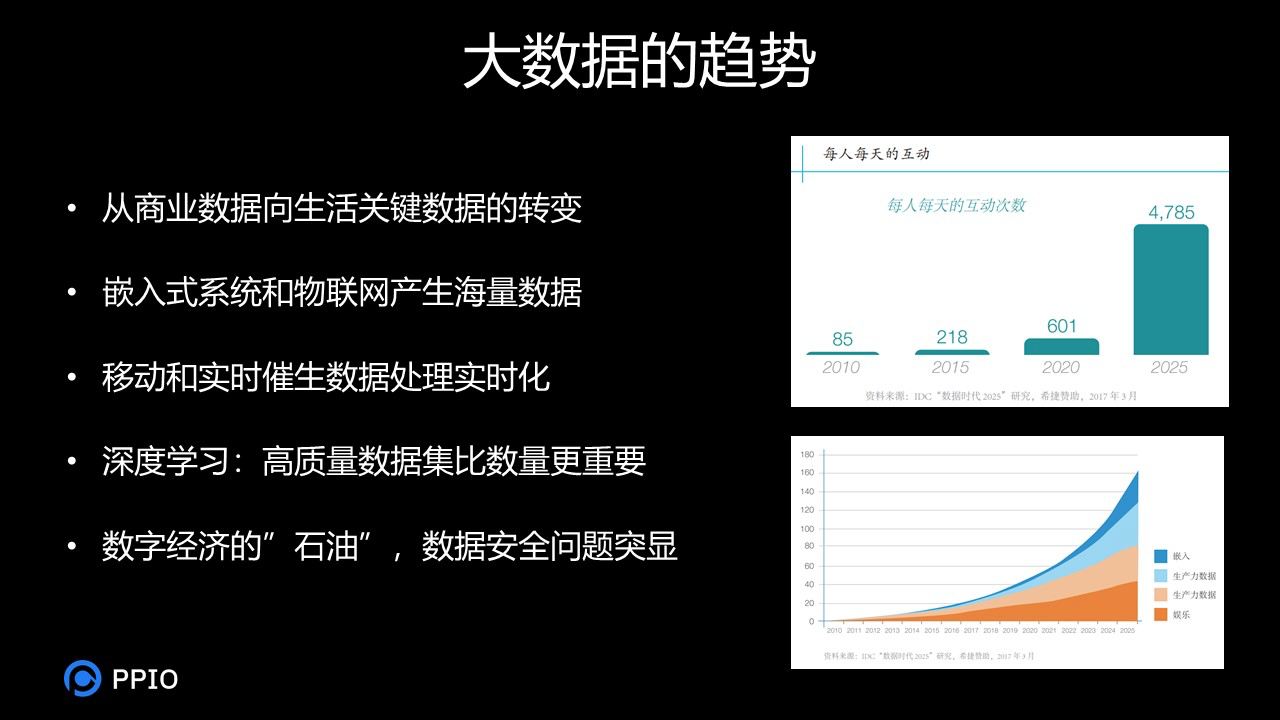 大数据的趋势
• 从商业数据向生活关键数据的转变
• 嵌入式系统和物联网产生海量数据
• 移动和实时催生数据处理实时化
• 深度学习：高质量数据集比数量更重要
• 数字经济的”石油”，数据安全问题突显
每人每天的互动
每人每天的互动次数
85 218 601 4,785
2010 2015 2020 2025
资料来源：IDC“数据时代 2025”研究，希捷赞助，2017 年 3 月
180
160
140
120
100
80
60
40
20
0
2010 2011 2012 2013 2014 2015 2016 2017 2018 2019 2020 2021 2022 2023 2024 2025
嵌入
生产力数据
生产力数据
娱乐
资料来源：IDC“数据时代 2025”研究，希捷赞助，2017 年 3 月
PPIO